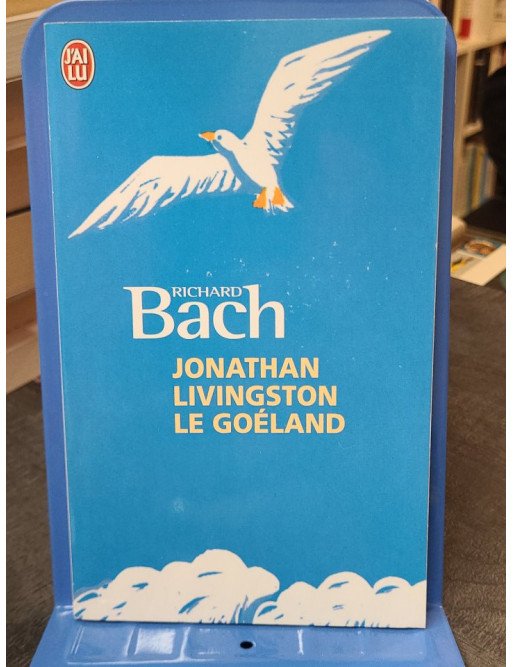 J'AI
LU
RICHARD
Bach
JONATHAN
LIVINGSTON
LE GOÉLAND